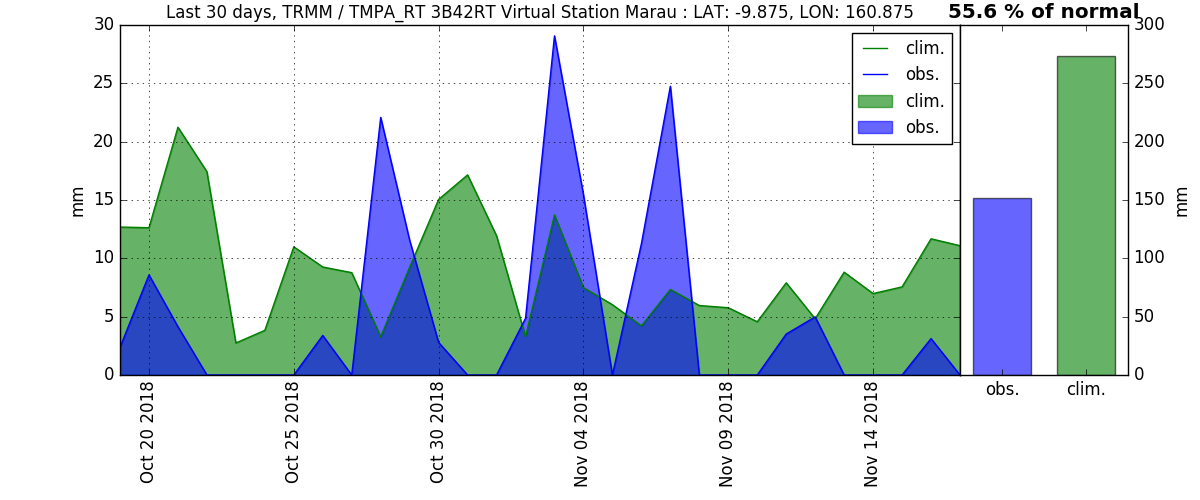 Last 30 days, TRMM / TMPA_RT 3B42RT Virtual Station Marau : LAT: -9.875, LON: 160.875
55.6 % of normal
30
25
20
15
10
5
0
mm
clim.
obs.
clim.
obs.
Oct 20 2018
Oct 25 2018
Oct 30 2018
Nov 04 2018
Nov 09 2018
Nov 14 2018
300
250
200
150
100
50
0
mm
obs.
clim.